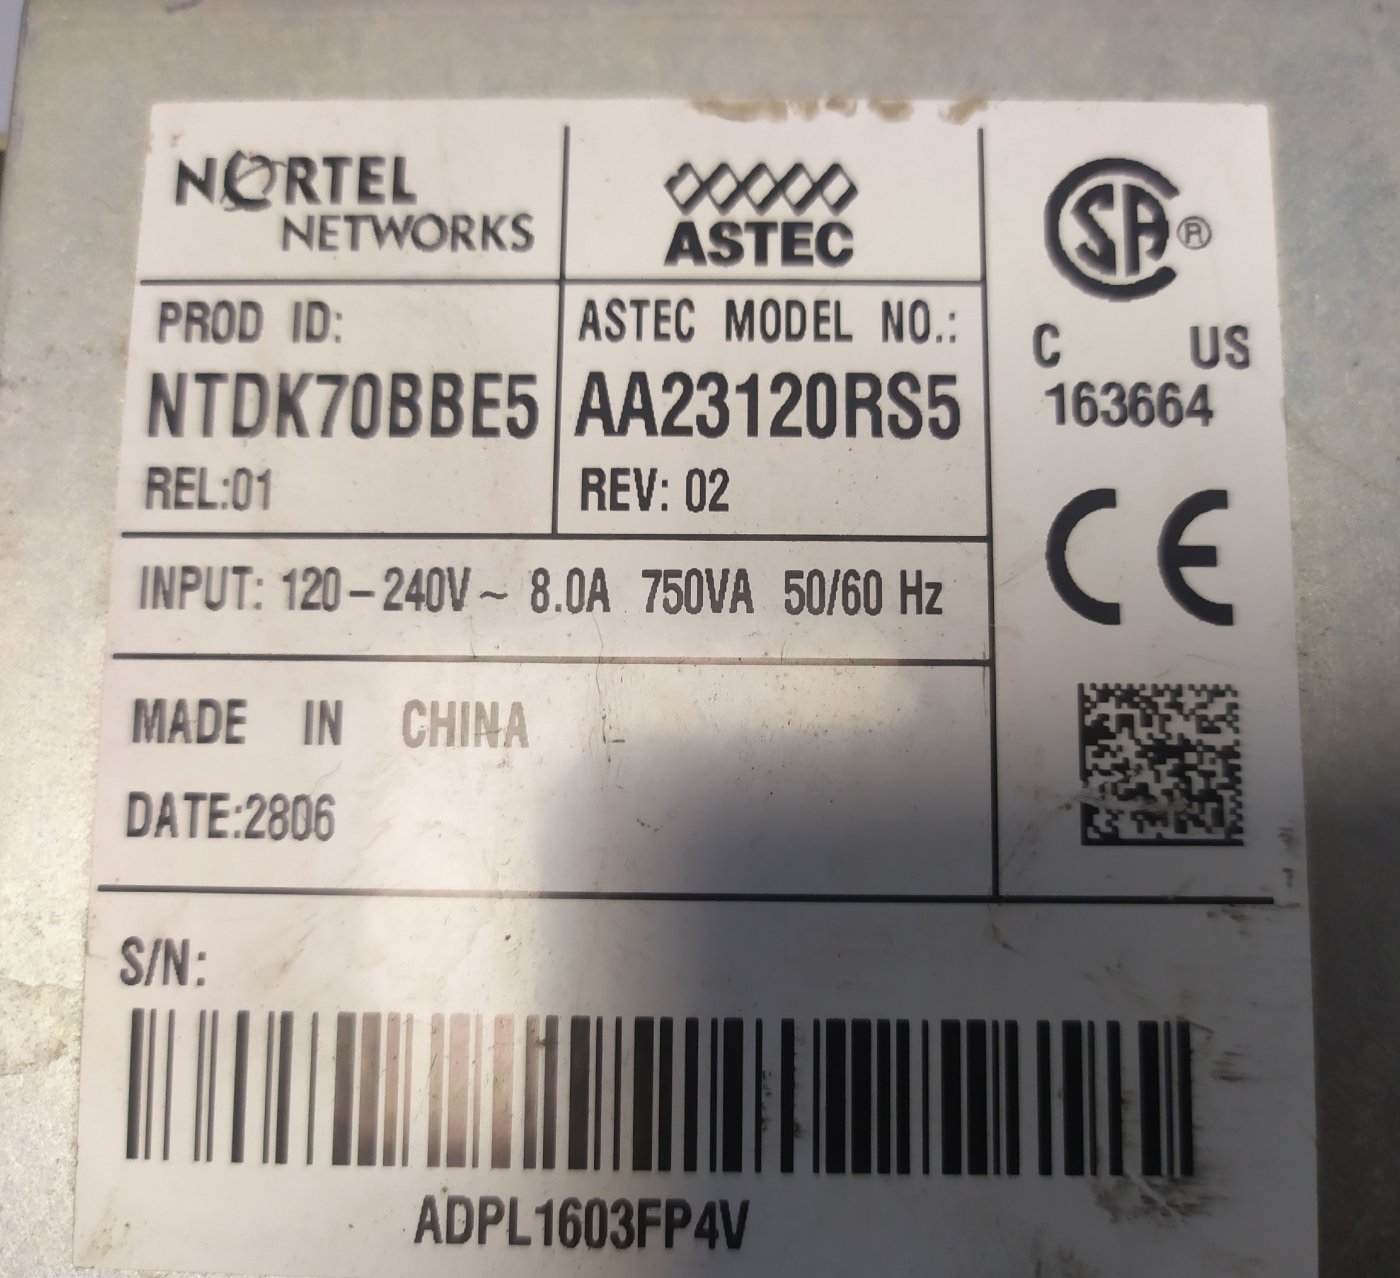 NORTEL
NETWORKS
ASTEC
CSA®
PROD ID:
NTDK70BBE5
REL:01
ASTEC MODEL NO.:
AA23120RS5
REV: 02
C US
163664
CE
INPUT: 120-240V~ 8.0A 750VA 50/60 Hz
MADE IN CHINA
DATE:2806
S/N:
ADPL1603FP4V